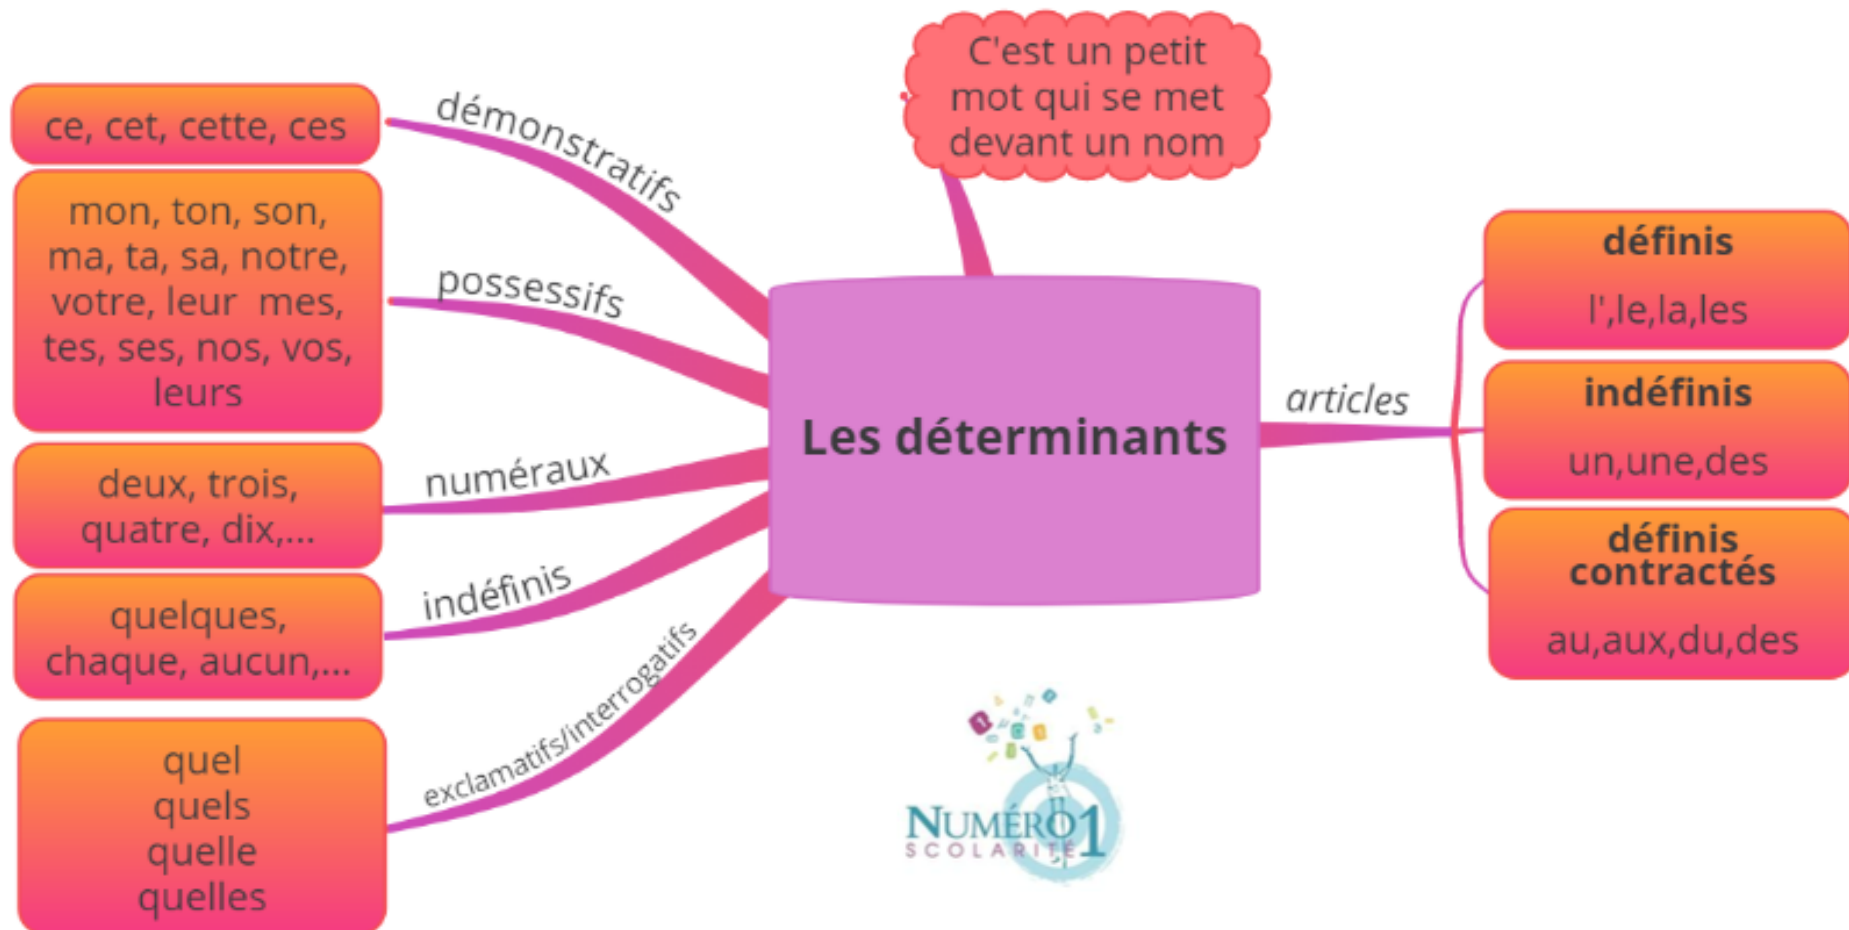 C'est un petit
mot qui se met
devant un nom
Les déterminants
démonstratifs
ce, cet, cette, ces
possessifs
mon, ton, son,
ma, ta, sa, notre,
votre, leur  mes,
tes, ses, nos, vos,
leurs
numéraux
deux, trois,
quatre, dix,...
indéfinis
quelques,
chaque, aucun,...
exclamatifs/interrogatifs
quel
quels
quelle
quelles
articles
définis
l',le,la,les
indéfinis
un,une,des
définis
contractés
au,aux,du,des
NUMÉRO1
SCOLARITÉ